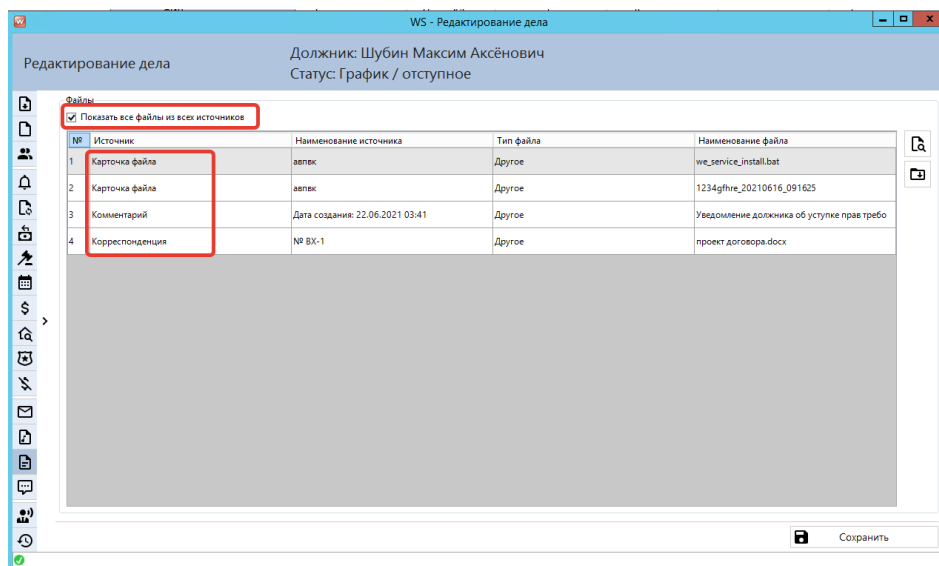 WS - Редактирование дела
Редактирование дела
Должник: Шубин Максим Аксёнович
Статус: График / отступное
Файлы
Показать все файлы из всех источников
№ Источник Наименование источника Тип файла Наименование файла
1 Карточка файла авпвк Другое we_service_install.bat
2 Карточка файла авпвк Другое 1234gfhre_20210616_091625
3 Комментарий Дата создания: 22.06.2021 03:41 Другое Уведомление должника об уступке прав требо
4 Корреспонденция № ВХ-1 Другое проект договора.docx
Сохранить